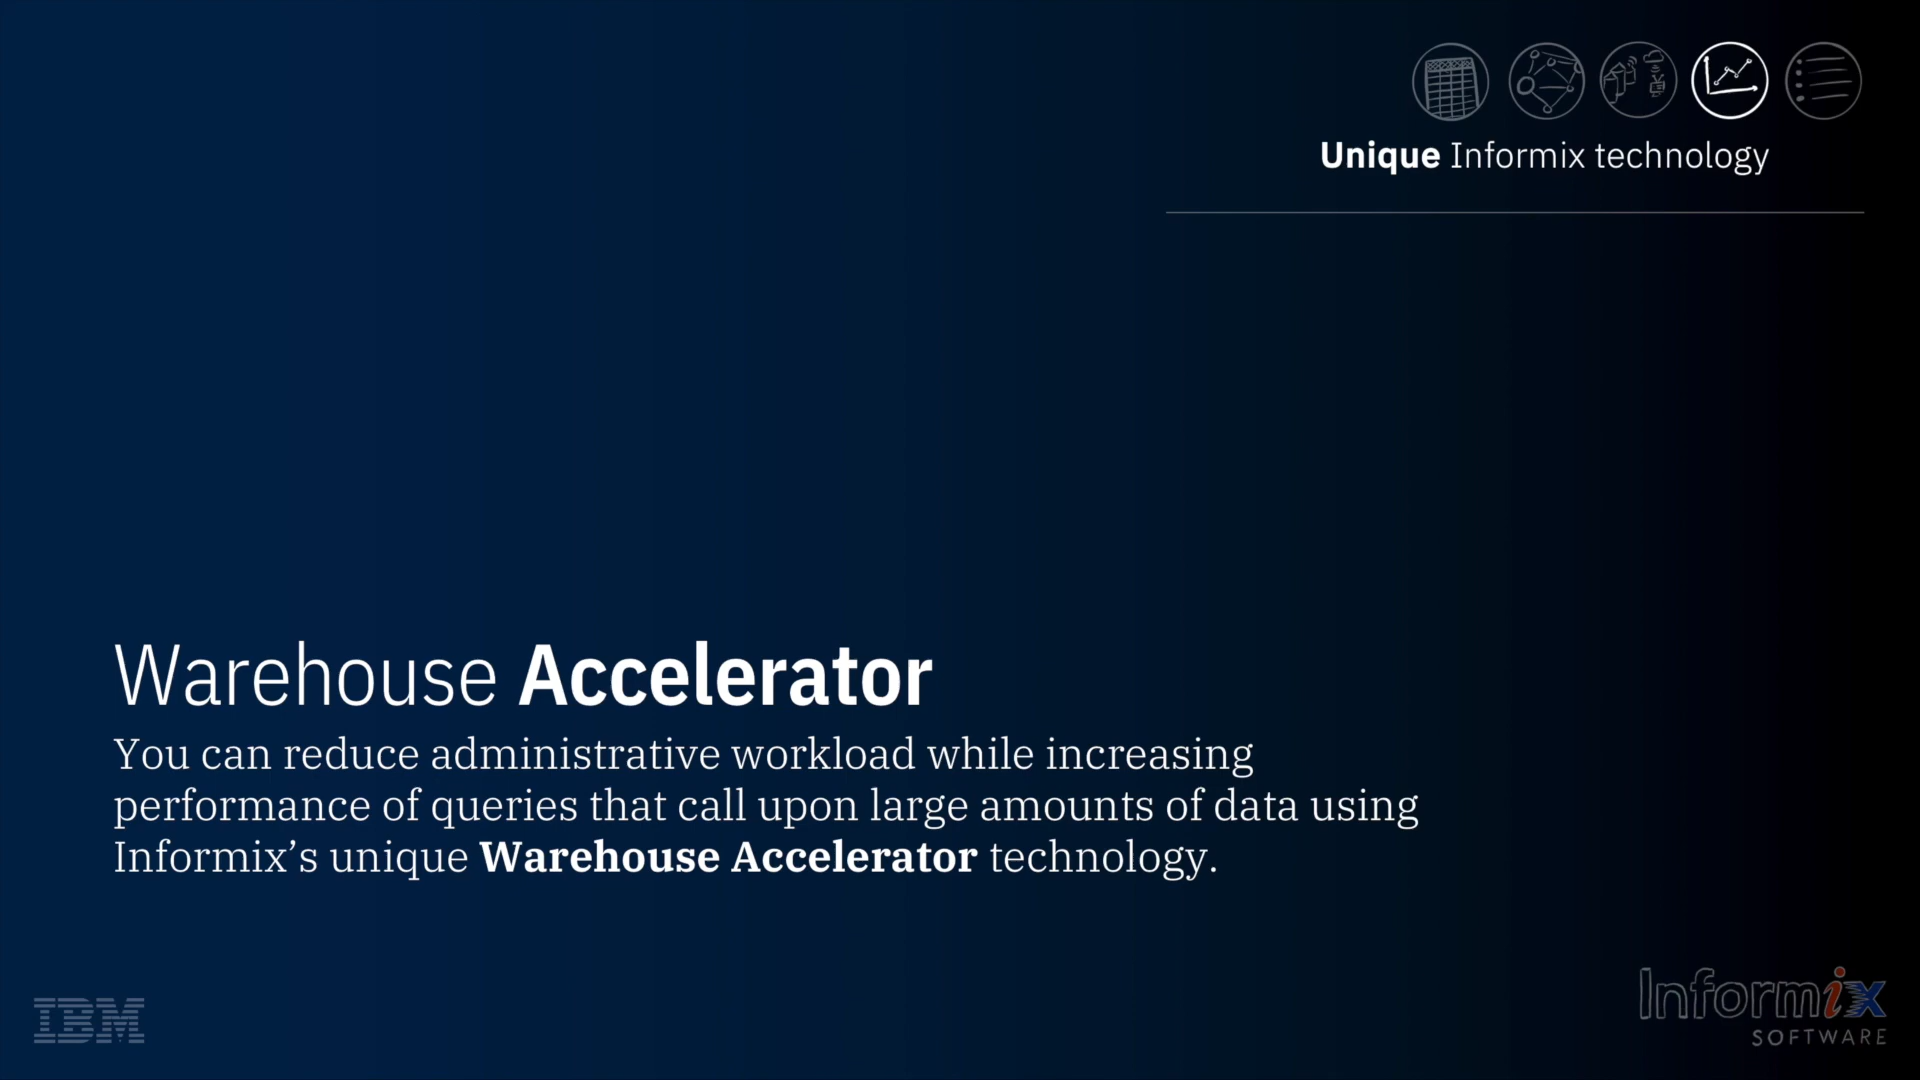 Unique Informix technology
Warehouse Accelerator
You can reduce administrative workload while increasing
performance of queries that call upon large amounts of data using
Informix’s unique Warehouse Accelerator technology.
IBM
Informix
SOFTWARE